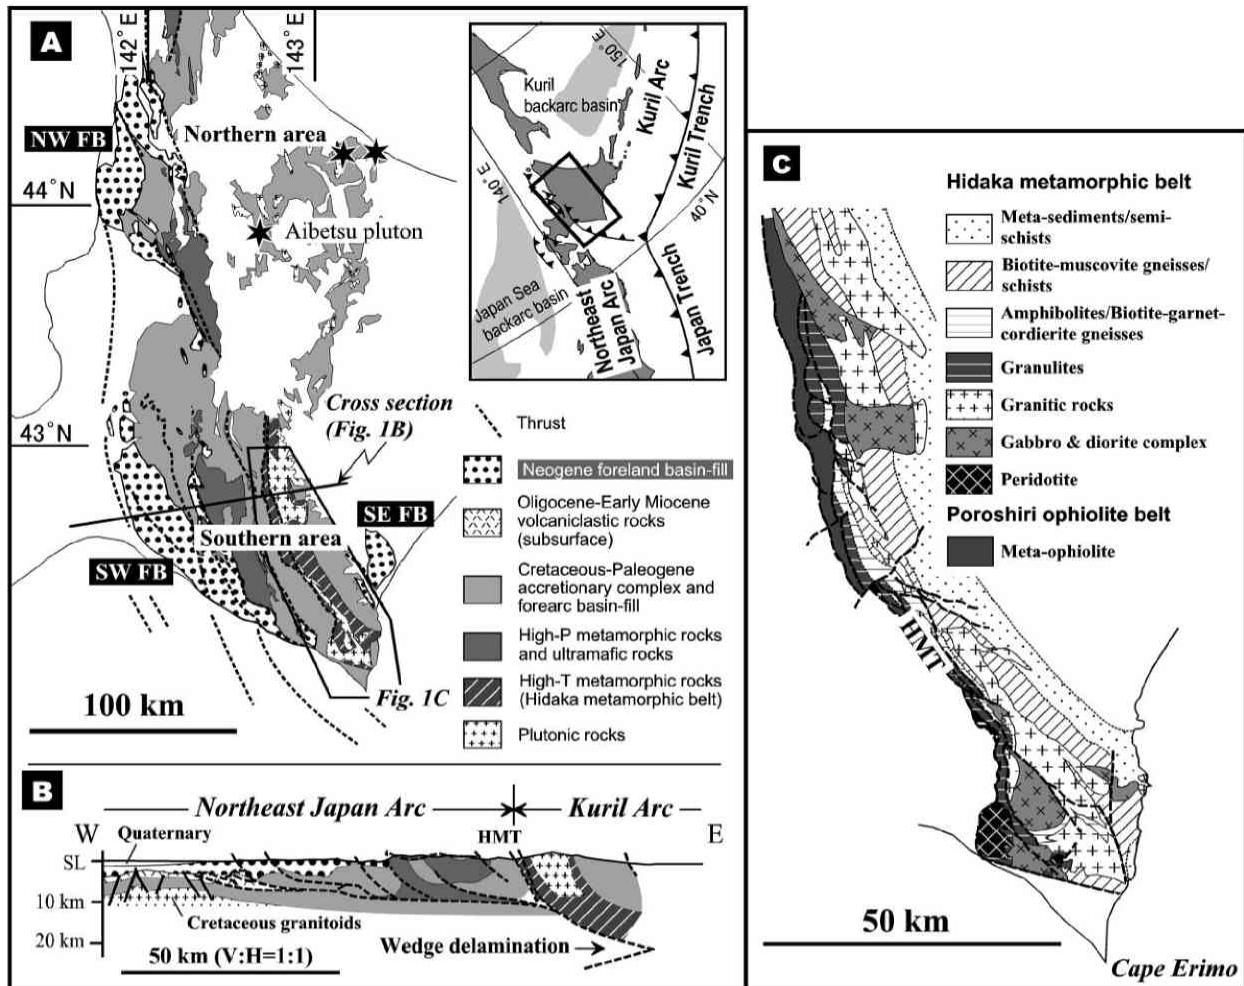 A
142°E
143°E
NW FB
Northern area
44°N
Aibetsu pluton
43°N
Cross section
(Fig. 1B)
Southern area
SE FB
SW FB
Fig. 1C
100 km
Kuril
backarc basin
150°E
Kuril Arc
Kuril Trench
140°E
40°N
Japan Sea
backarc basin
Northeast
Japan Arc
Japan Trench
Thrust
Neogene foreland basin-fill
Oligocene-Early Miocene
volcaniclastic rocks
(subsurface)
Cretaceous-Paleogene
accretionary complex and
forearc basin-fill
High-P metamorphic rocks
and ultramafic rocks
High-T metamorphic rocks
(Hidaka metamorphic belt)
Plutonic rocks
B
Northeast Japan Arc
Kuril Arc
W
Quaternary
HMT
E
SL
10 km
Cretaceous granitoids
20 km
Wedge delamination
50 km (V:H=1:1)
C
Hidaka metamorphic belt
Meta-sediments/semi-
schists
Biotite-muscovite gneisses/
schists
Amphibolites/Biotite-garnet-
cordierite gneisses
Granulites
Granitic rocks
Gabbro & diorite complex
Peridotite
Poroshiri ophiolite belt
Meta-ophiolite
HMT
50 km
Cape Erimo